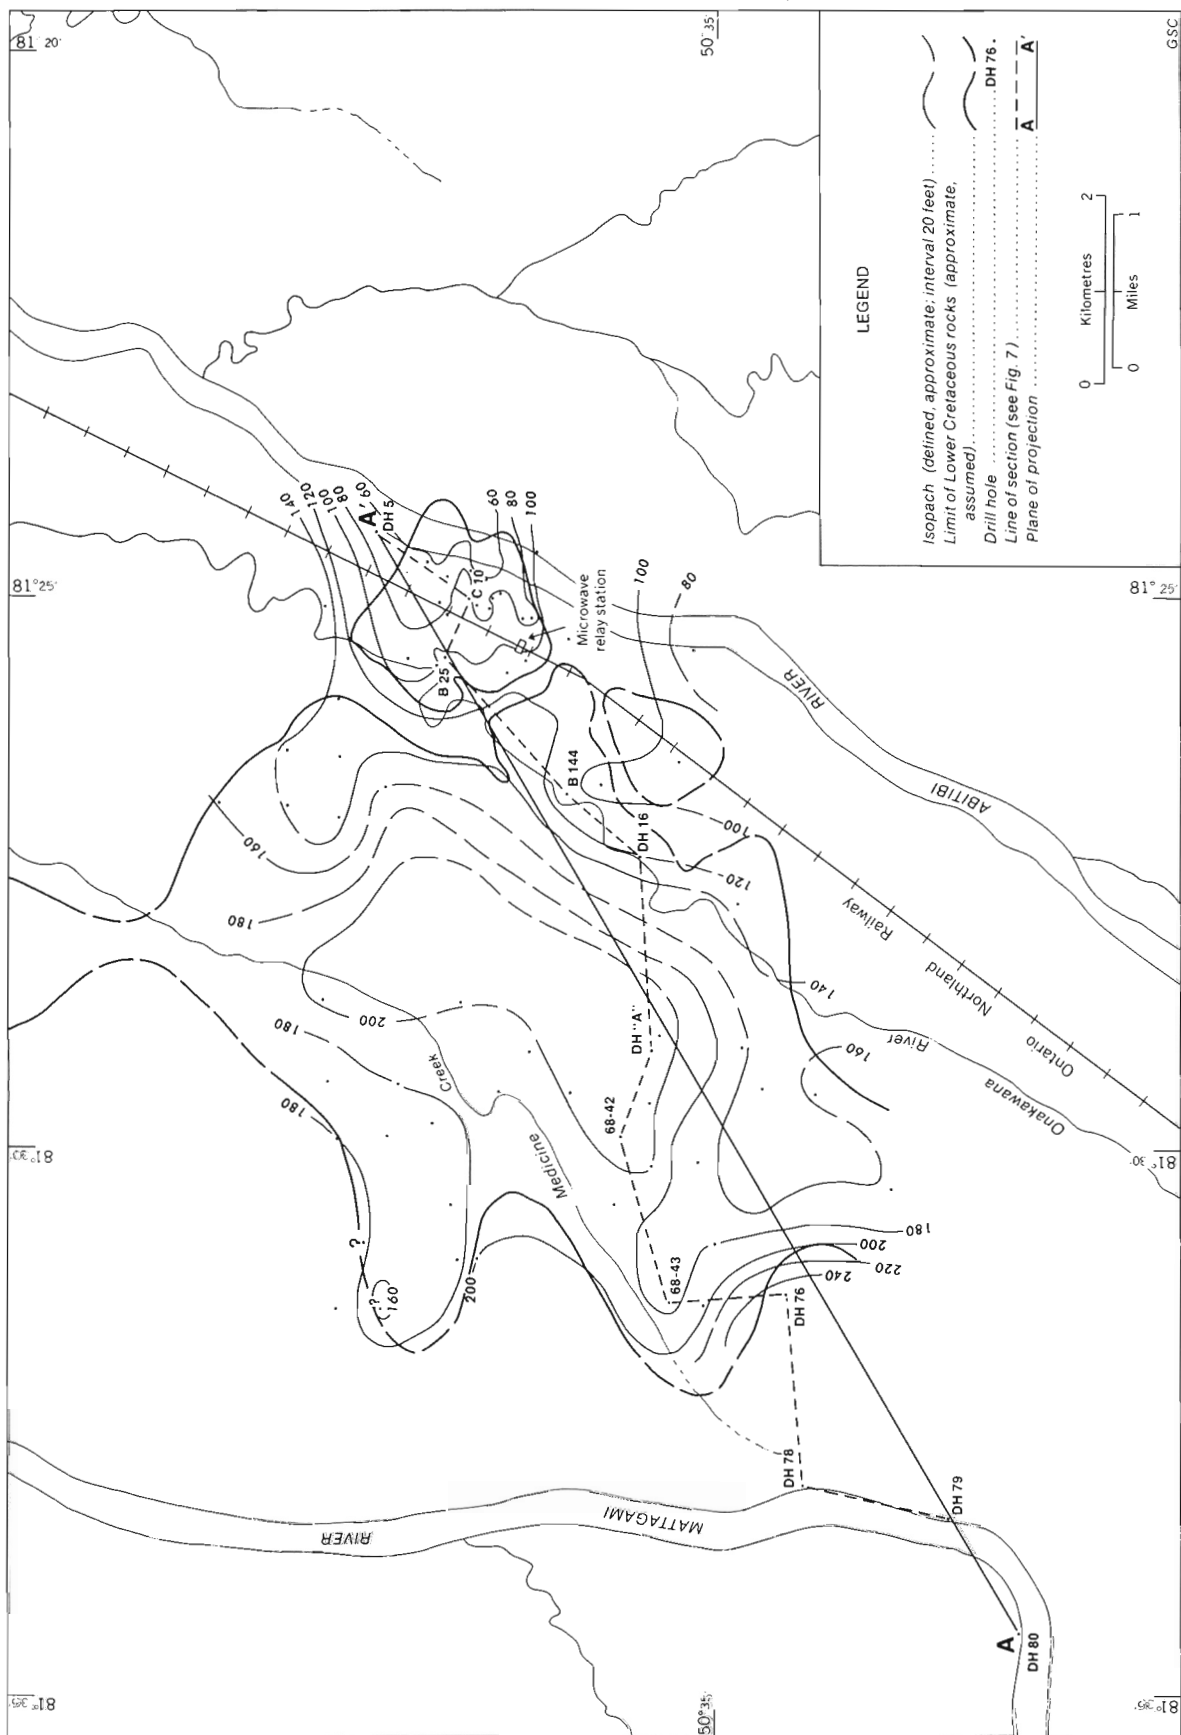 81° 20'
50° 35'
GSC
LEGEND
Isopach (defined, approximate; interval 20 feet)
Limit of Lower Cretaceous rocks (approximate,
assumed)
Drill hole
DH 76
Line of section (see Fig. 7)
A A'
Plane of projection
Kilometres
0 2
0 1
Miles
140
120
100
80
60
A'
DH 5
60
80
100
C 10
B 25
Microwave
relay station
81° 25'
81° 25'
100
80
RIVER
ABITIBI
B 144
DH 16
100
120
160
180
Railway
Northland
Ontario
140
River
Onakawana
160
200
180
180
Creek
Medicine
DH "A"
68-42
68-43
81° 30'
81° 30'
?
?
160
200
180
200
220
240
DH 76
DH 78
DH 79
RIVER
MATTAGAMI
A
DH 80
81° 35'
50° 35'
81° 35'